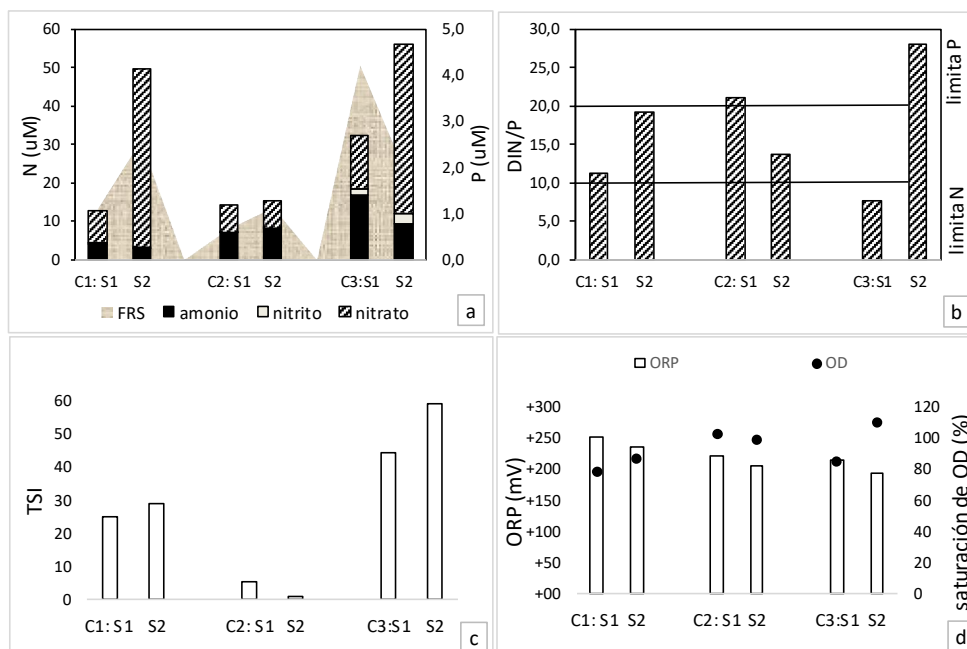 60
50
40
30
20
10
0
N (uM)
5,0
4,0
3,0
2,0
1,0
0,0
P (uM)
C1: S1 S2 C2: S1 S2 C3:S1 S2
FRS amonio nitrito nitrato
a
30,0
25,0
20,0
15,0
10,0
5,0
0,0
DIN/P
limita P
limita N
C1: S1 S2 C2: S1 S2 C3:S1 S2
b
60
50
40
30
20
10
0
TSI
C1: S1 S2 C2: S1 S2 C3:S1 S2
c
ORP OD
+300
+250
+200
+150
+100
+50
+00
ORP (mV)
120
100
80
60
40
20
0
saturación de OD (%)
C1: S1 S2 C2: S1 S2 C3:S1 S2
d